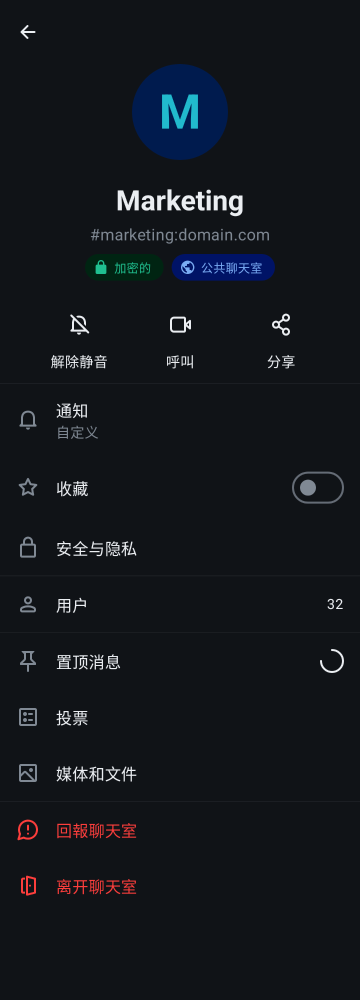 M
Marketing
#marketing:domain.com
加密的
公共聊天室
解除静音
呼叫
分享
通知
自定义
收藏
安全与隐私
用户
32
置顶消息
投票
媒体和文件
回報聊天室
离开聊天室